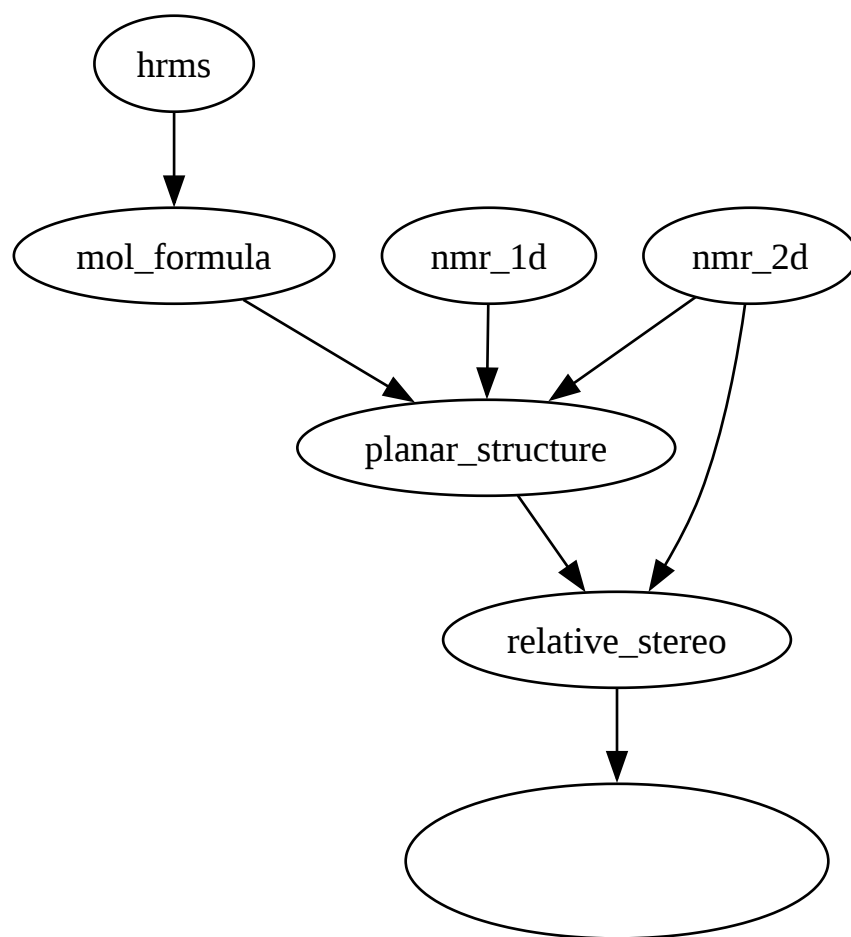 hrms
mol_formula
nmr_1d
nmr_2d
planar_structure
relative_stereo